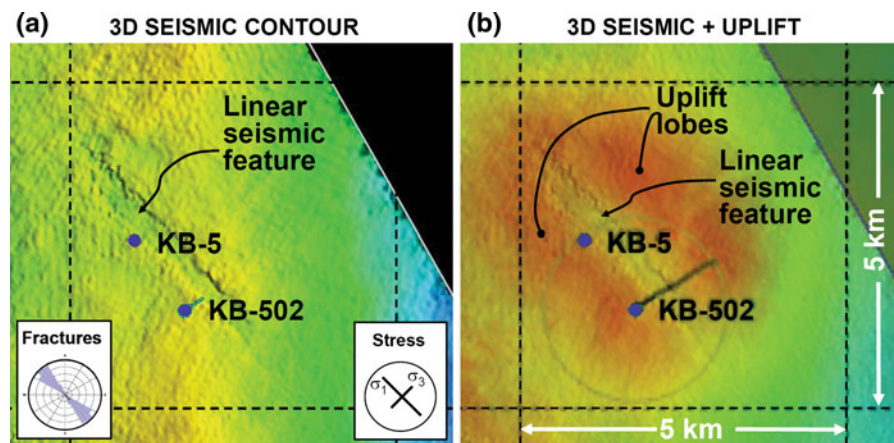 (a) 3D SEISMIC CONTOUR
Linear
seismic
feature
KB-5
KB-502
Fractures
Stress
σ1 σ3
(b) 3D SEISMIC + UPLIFT
Uplift
lobes
Linear
seismic
feature
KB-5
KB-502
5 km
5 km